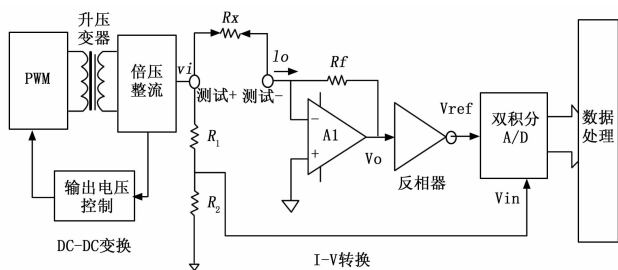 升压
变器
PWM
倍压
整流
vi
Rx
测试+
测试-
lo
Rf
A1
−
+
Vo
反相器
Vref
双积分
A/D
Vin
数据
处理
R1
R2
输出电压
控制
DC-DC变换
I-V转换